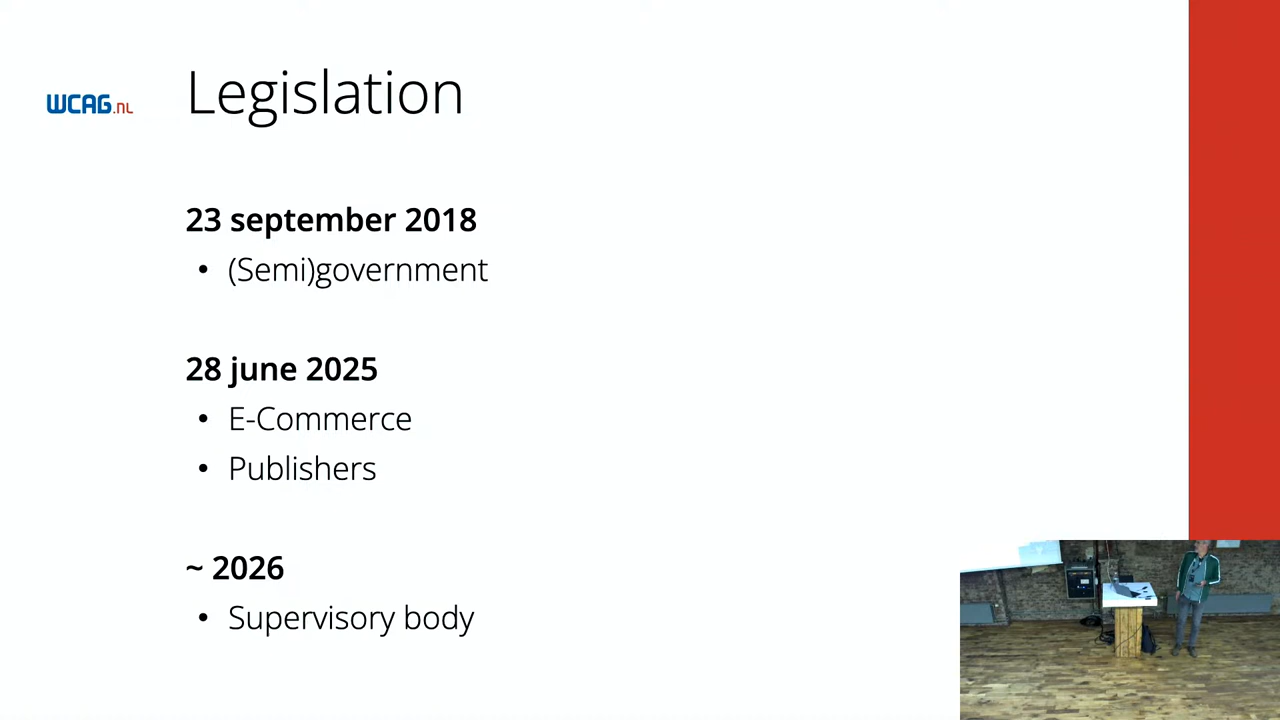 WCAG.NL
Legislation
23 september 2018
• (Semi)government
28 june 2025
• E-Commerce
• Publishers
~ 2026
• Supervisory body